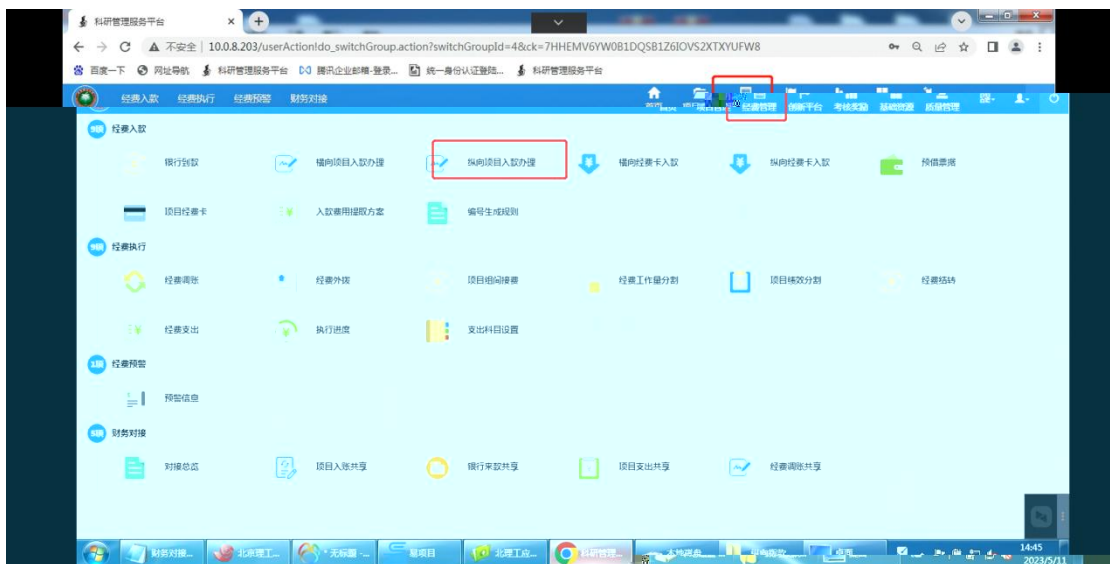 科研管理服务平台
不安全 10.0.8.203/userAction!do_switchGroup.action?switchGroupId=4&ck=7HHEMV6YW0B1DQSB1Z6IOVS2XTXYUFW8
百度一下 网址导航 科研管理服务平台 腾讯企业邮箱-登录... 统一身份认证登陆... 科研管理服务平台
经费入款 经费执行 经费预警 财务对接 首页 经费管理 创新平台 考核奖励 基础资源 质量管理
经费入款
银行到款 横向项目入款办理 纵向项目入款办理 横向经费卡入款 纵向经费卡入款 预借票据
项目经费卡 入款费用提取方案 编号生成规则
经费执行
经费调账 经费外拨 项目组间接费 经费工作量分割 项目绩效分割 经费结转
经费支出 执行进度 支出科目设置
1项 经费预警
预警信息
5项 财务对接
对接总览 项目入账共享 银行来款共享 项目支出共享 经费调账共享
财务对接... 北京理工... *无标题 -... 易项目 北理工应... 科研管理... 14:45
2023/5/11